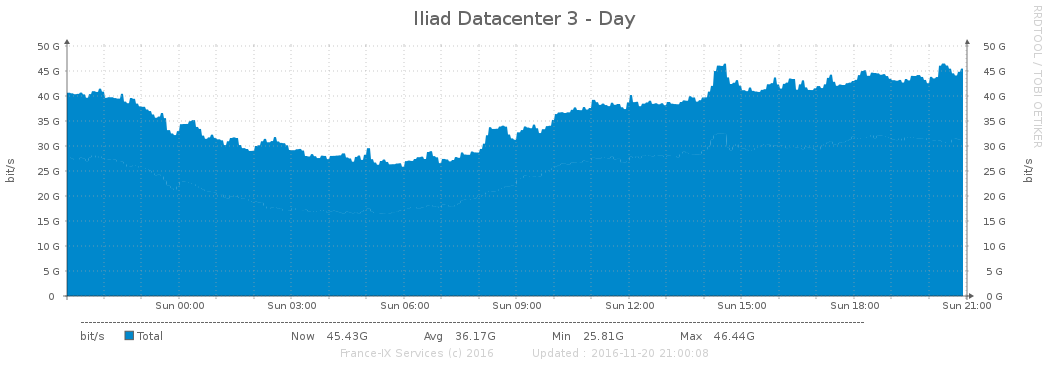 Iliad Datacenter 3 - Day
RRDTOOL / TOBI OETIKER
50 G 50 G
45 G 45 G
40 G 40 G
35 G 35 G
30 G 30 G
25 G 25 G
20 G 20 G
15 G 15 G
10 G 10 G
5 G 5 G
0 0 G
bit/s bit/s
Sun 00:00 Sun 03:00 Sun 06:00 Sun 09:00 Sun 12:00 Sun 15:00 Sun 18:00 Sun 21:00
bit/s Total Now 45.43G Avg 36.17G Min 25.81G Max 46.44G
France-IX Services (c) 2016 Updated : 2016-11-20 21:00:08